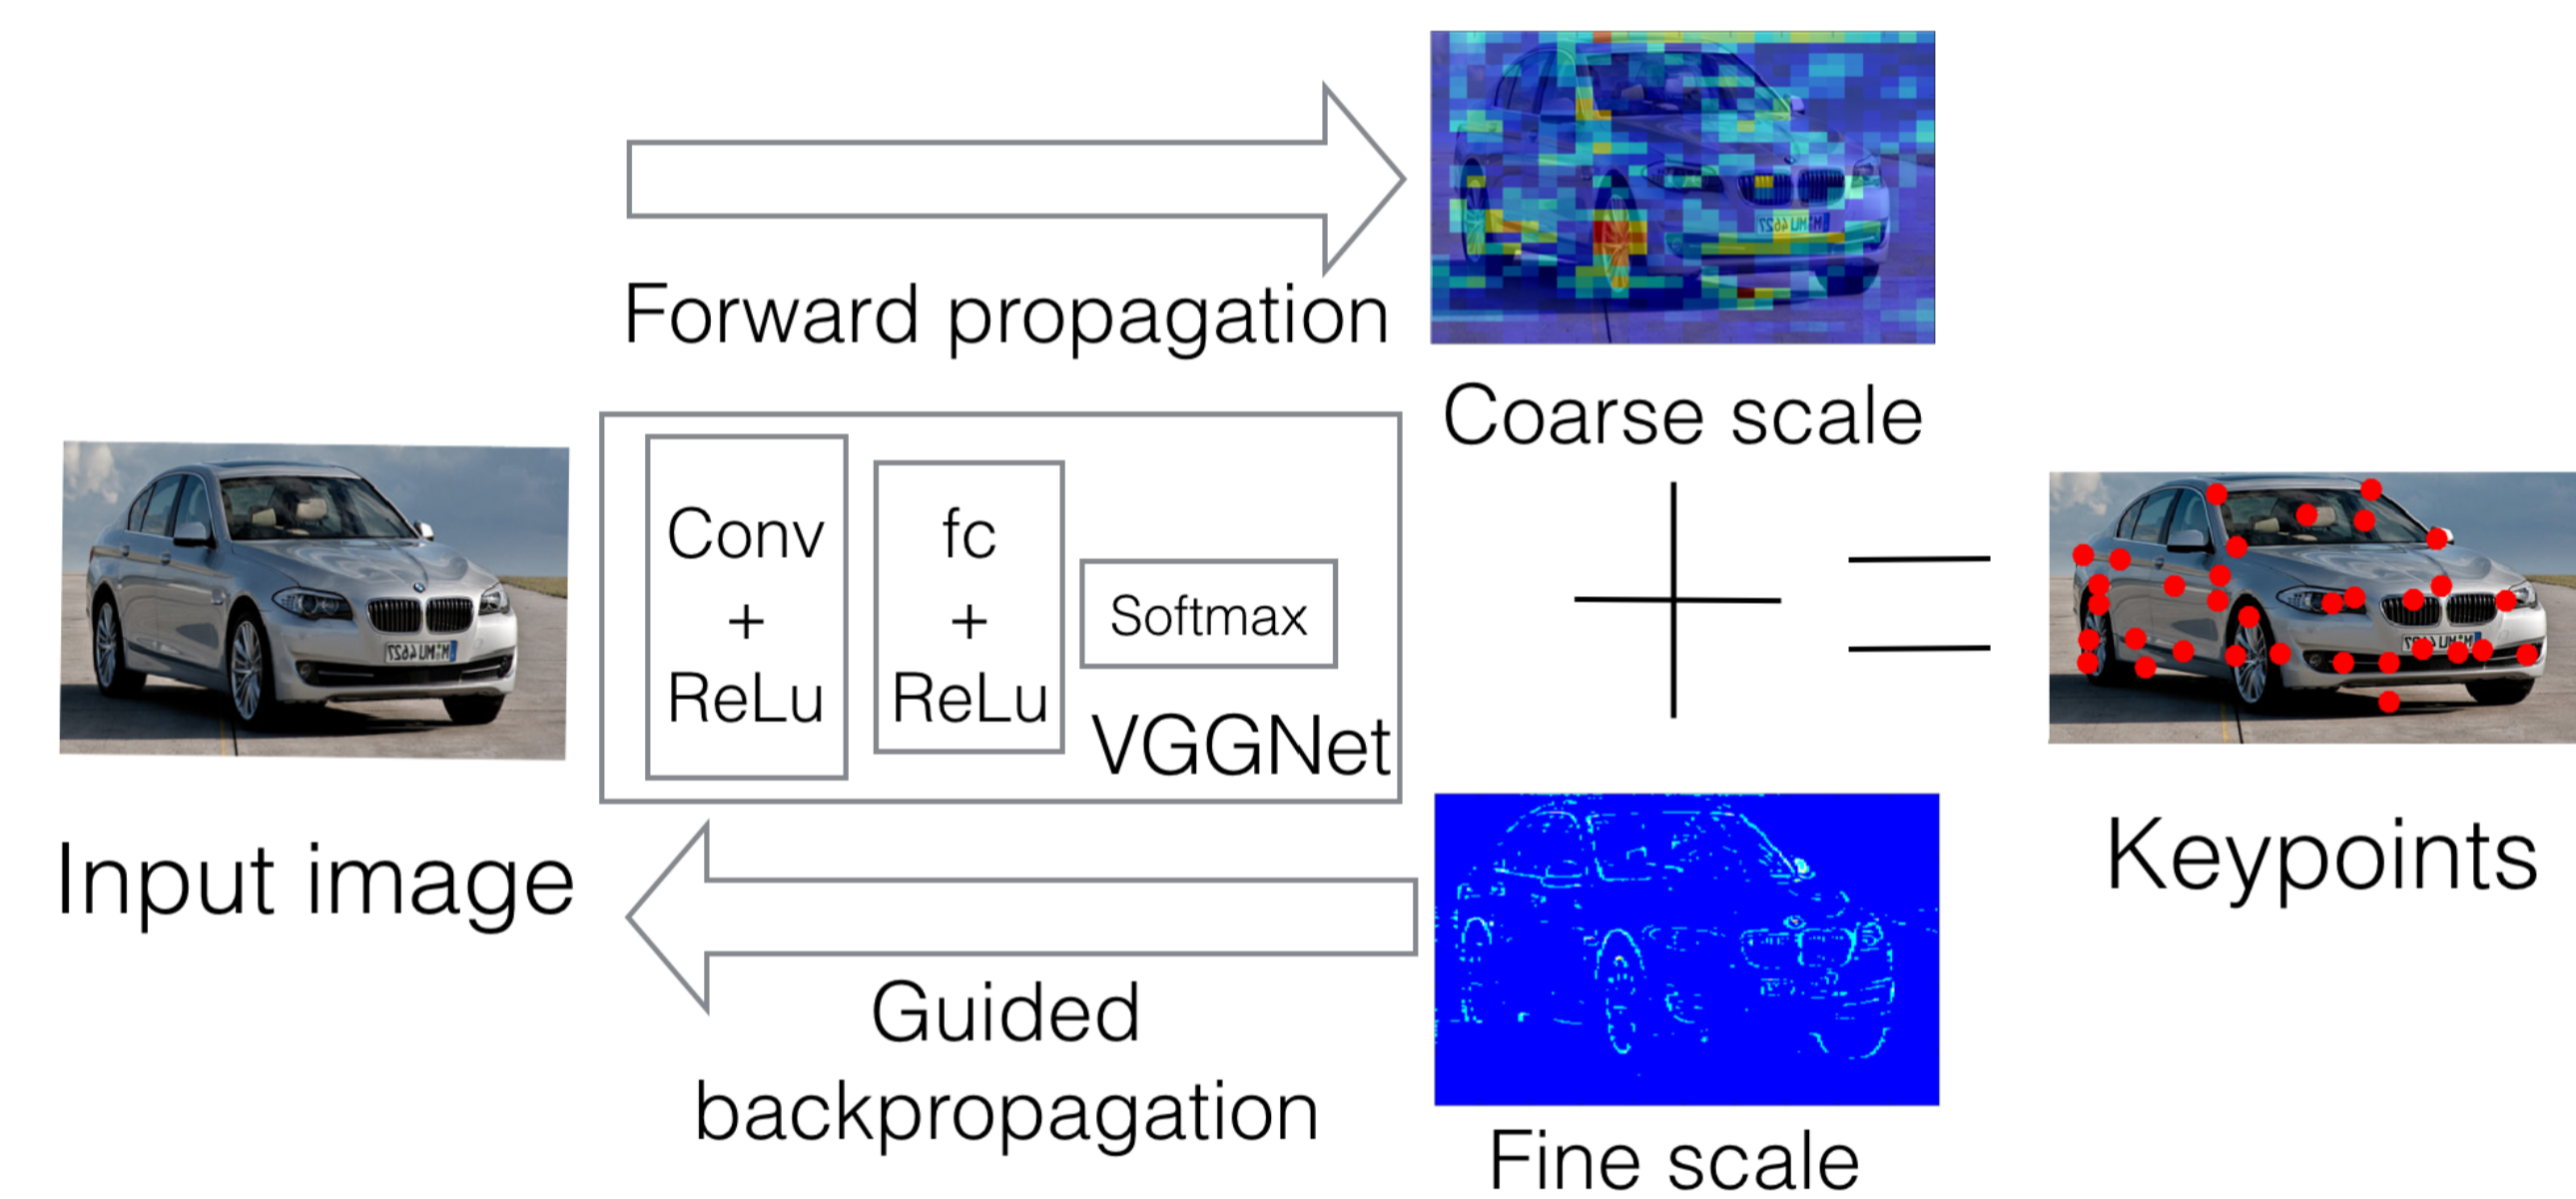 Forward propagation
Coarse scale
Conv
+
ReLu
fc
+
ReLu
Softmax
VGGNet
Input image
Keypoints
Guided
backpropagation
Fine scale